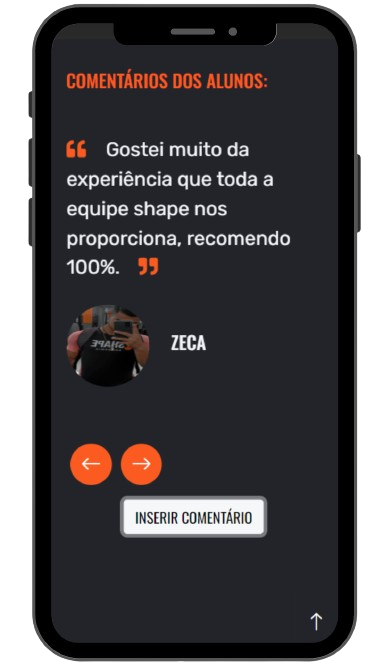 COMENTÁRIOS DOS ALUNOS:
“ Gostei muito da
experiência que toda a
equipe shape nos
proporciona, recomendo
100%. ”
ZECA
INSERIR COMENTÁRIO